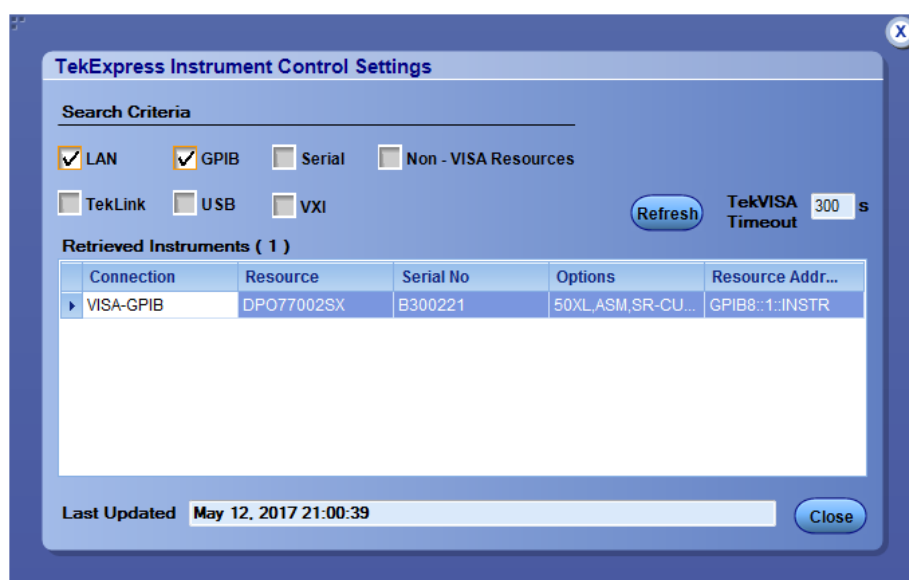 X
TekExpress Instrument Control Settings
Search Criteria
LAN GPIB Serial Non - VISA Resources
TekLink USB VXI Refresh TekVISA Timeout 300 s
Retrieved Instruments ( 1 )
Connection Resource Serial No Options Resource Addr...
VISA-GPIB DPO77002SX B300221 50XL,ASM,SR-CU... GPIB8::1::INSTR
Last Updated May 12, 2017 21:00:39 Close